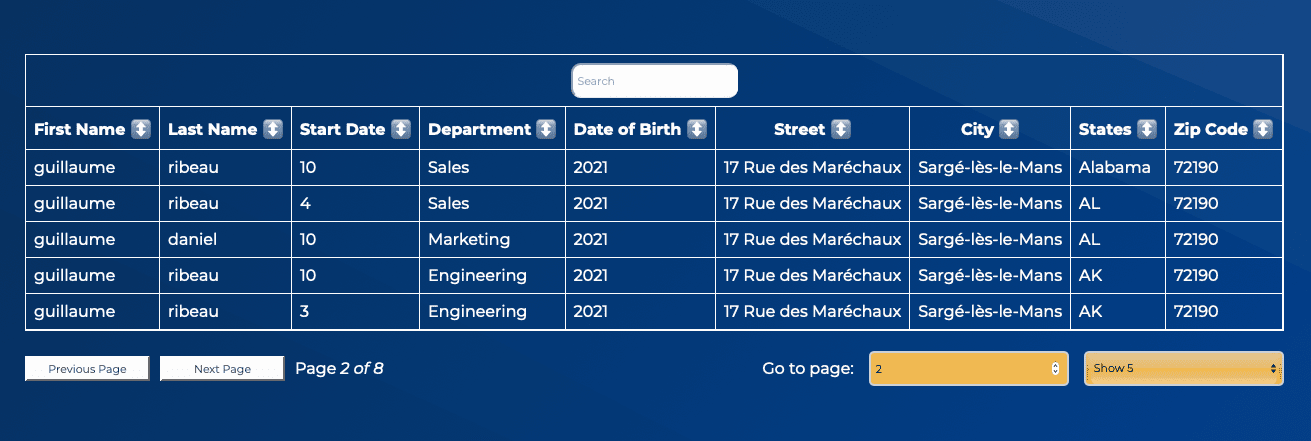 Search
First Name Last Name Start Date Department Date of Birth Street City States Zip Code
guillaume ribeau 10 Sales 2021 17 Rue des Maréchaux Sargé-lès-le-Mans Alabama 72190
guillaume ribeau 4 Sales 2021 17 Rue des Maréchaux Sargé-lès-le-Mans AL 72190
guillaume daniel 10 Marketing 2021 17 Rue des Maréchaux Sargé-lès-le-Mans AL 72190
guillaume ribeau 10 Engineering 2021 17 Rue des Maréchaux Sargé-lès-le-Mans AK 72190
guillaume ribeau 3 Engineering 2021 17 Rue des Maréchaux Sargé-lès-le-Mans AK 72190
Previous Page Next Page Page 2 of 8 Go to page: 2 Show 5